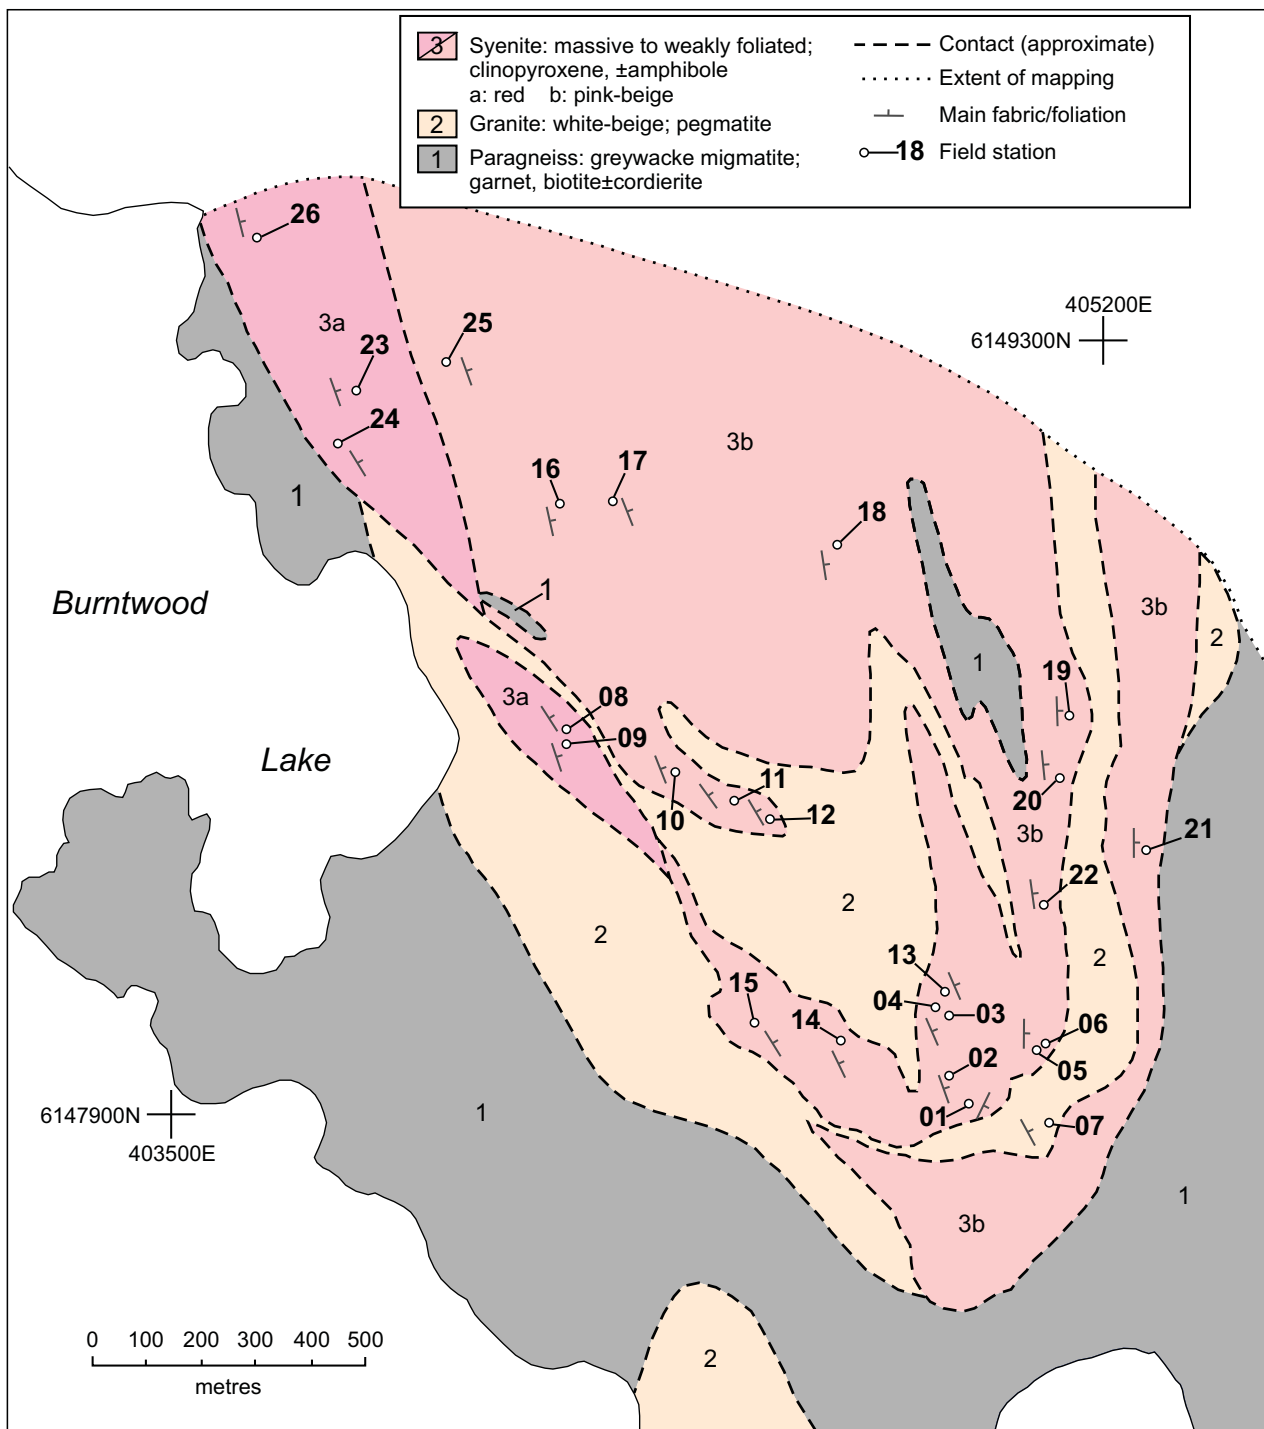 3 Syenite: massive to weakly foliated;
clinopyroxene, ±amphibole
a: red b: pink-beige
2 Granite: white-beige; pegmatite
1 Paragneiss: greywacke migmatite;
garnet, biotite±cordierite
Contact (approximate)
Extent of mapping
Main fabric/foliation
18 Field station
26
405200E
6149300N
3a
25
23
24
3b
16
17
1
18
1
Burntwood
3b
2
1
19
3a
08
09
Lake
11
10
12
20
3b
21
22
2
2
2
13
15
04
03
14
06
02
05
01
07
6147900N
403500E
1
1
3b
0 100 200 300 400 500
metres
2